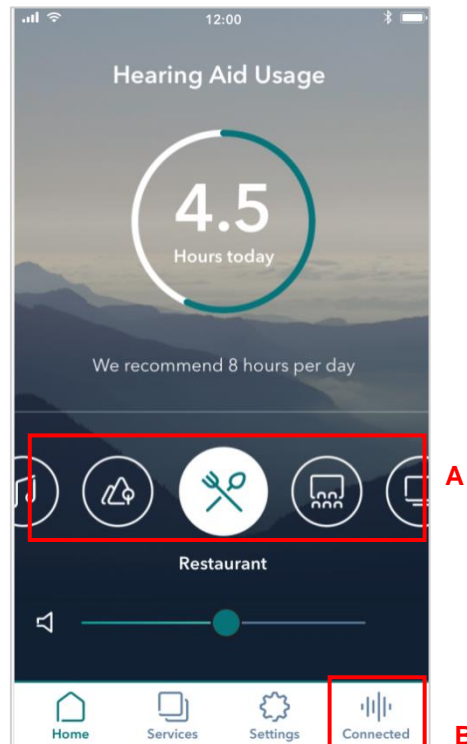 12:00
Hearing Aid Usage
4.5
Hours today
We recommend 8 hours per day
A
Restaurant
Home Services Settings Connected
B